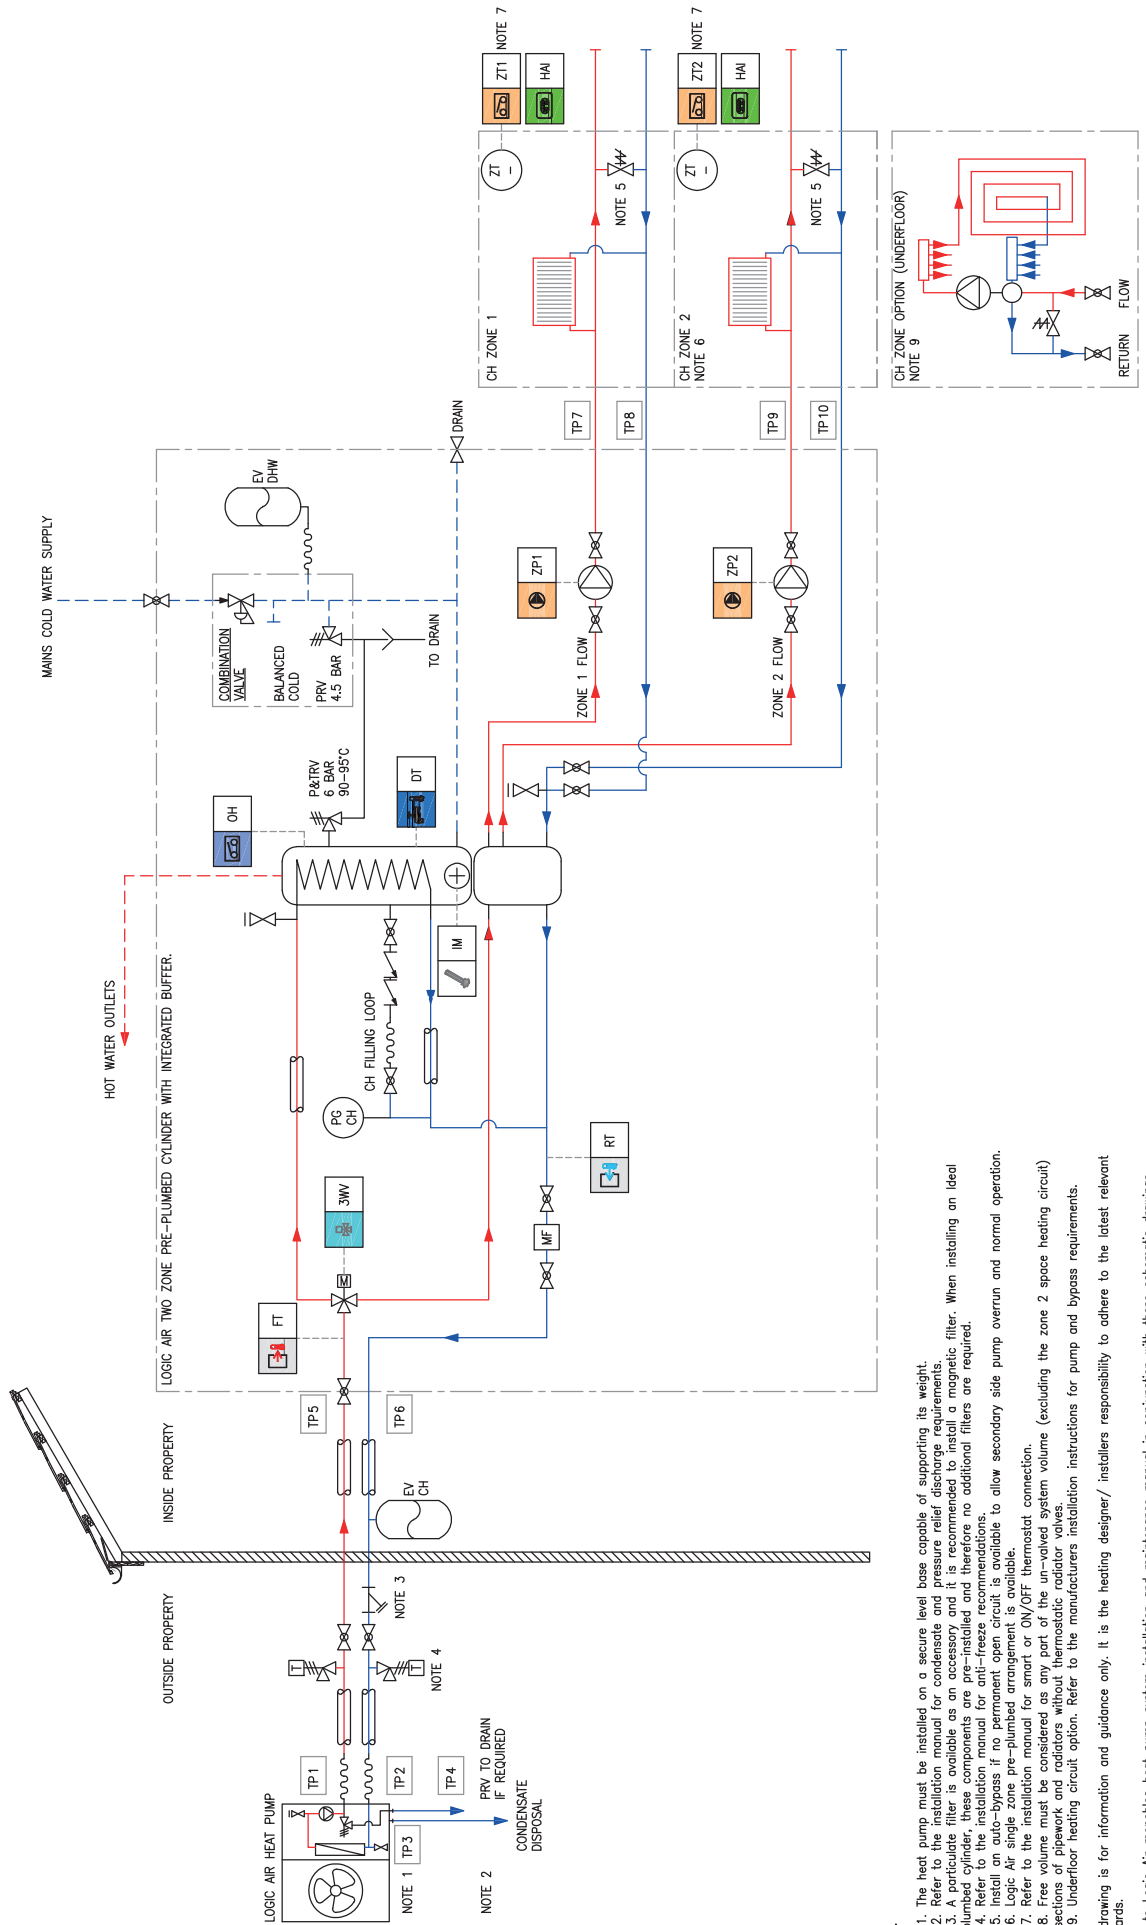 MAINS COLD WATER SUPPLY
HOT WATER OUTLETS
LOGIC AIR TWO ZONE PRE-PLUMBED CYLINDER WITH INTEGRATED BUFFER.
OUTSIDE PROPERTY
INSIDE PROPERTY
LOGIC AIR HEAT PUMP
NOTE 1
NOTE 2
TP1
TP2
TP3
TP4
PRV TO DRAIN
IF REQUIRED
CONDENSATE
DISPOSAL
T
T
NOTE 4
NOTE 3
EV
CH
TP5
TP6
FT
M
3WV
MF
RT
PG
CH
CH FILLING LOOP
IM
OH
DT
P&TRV
6 BAR
90-95°C
COMBINATION
VALVE
BALANCED
COLD
PRV
4.5 BAR
TO DRAIN
EV
DHW
DRAIN
ZONE 1 FLOW
ZP1
ZONE 2 FLOW
ZP2
TP7
TP8
TP9
TP10
CH ZONE 1
NOTE 5
ZT
ZT1
NOTE 7
HAI
CH ZONE 2
NOTE 6
NOTE 5
ZT
ZT2
NOTE 7
HAI
CH ZONE OPTION (UNDERFLOOR)
NOTE 9
RETURN
FLOW
1. The heat pump must be installed on a secure level base capable of supporting its weight.
2. Refer to the installation manual for condensate and pressure relief discharge requirements.
3. A particulate filter is available as an accessory and it is recommended to install a magnetic filter. When installing an Ideal
plumbed cylinder, these components are pre-installed and therefore no additional filters are required.
4. Refer to the installation manual for anti-freeze recommendations.
5. Install an auto-bypass if no permanent open circuit is available to allow secondary side pump overrun and normal operation.
6. Logic Air single zone pre-plumbed arrangement is available.
7. Refer to the installation manual for smart or ON/OFF thermostat connection.
8. Free volume must be considered as any part of the un-valved system volume (excluding the zone 2 space heating circuit)
sections of pipework and radiators without thermostatic radiator valves.
9. Underfloor heating circuit option. Refer to the manufacturers installation instructions for pump and bypass requirements.
rawing is for information and guidance only. It is the heating designer/ installers responsibility to adhere to the latest relevant
ards.